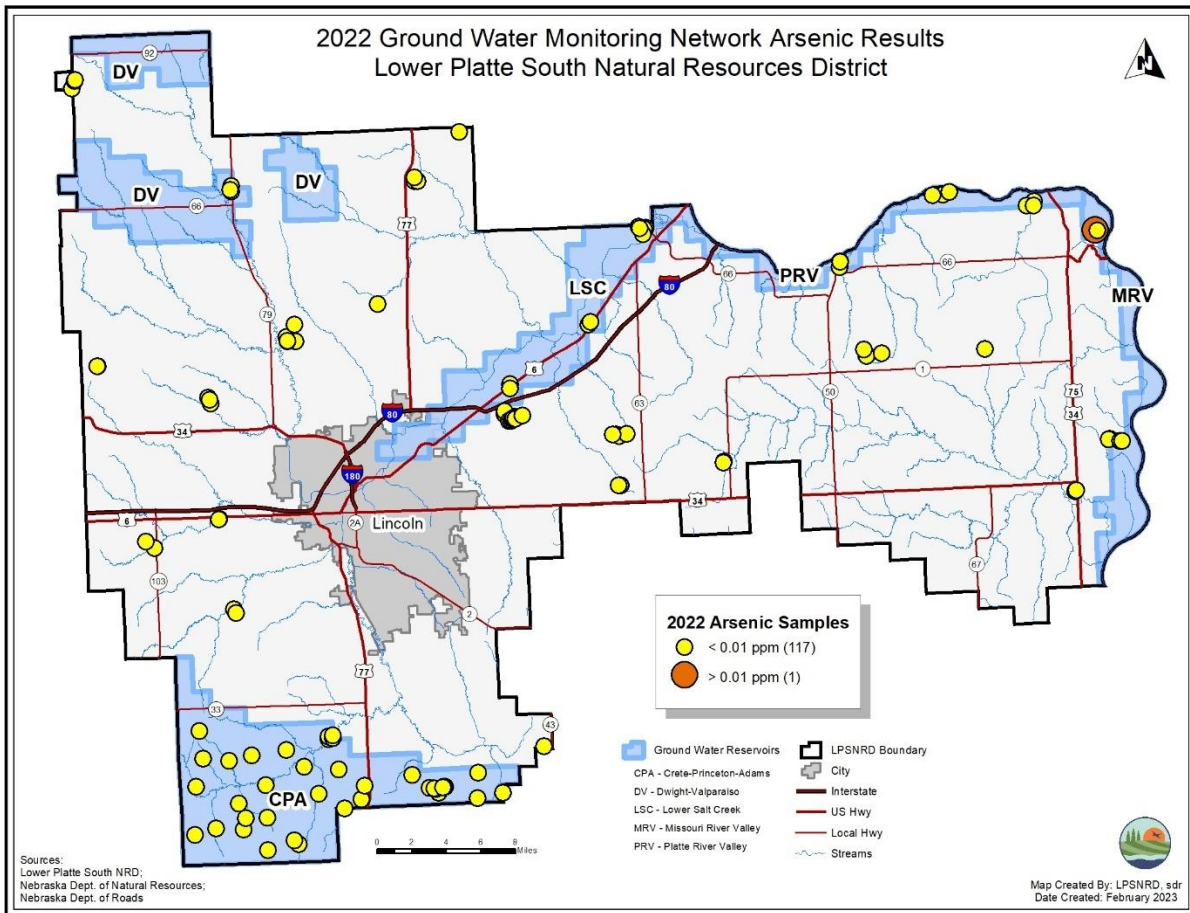 2022 Ground Water Monitoring Network Arsenic Results
Lower Platte South Natural Resources District
N
92
DV
DV
DV
66
77
79
LSC
80
66
PRV
66
MRV
6
63
50
1
75
34
34
80
180
34
6
2A
Lincoln
103
2
67
77
33
43
CPA
2022 Arsenic Samples
< 0.01 ppm (117)
> 0.01 ppm (1)
Ground Water Reservoirs
CPA - Crete-Princeton-Adams
DV - Dwight-Valparaiso
LSC - Lower Salt Creek
MRV - Missouri River Valley
PRV - Platte River Valley
LPSNRD Boundary
City
Interstate
US Hwy
Local Hwy
Streams
0 2 4 6 8
Miles
Sources:
Lower Platte South NRD;
Nebraska Dept. of Natural Resources;
Nebraska Dept. of Roads
Map Created By: LPSNRD, sdr
Date Created: February 2023